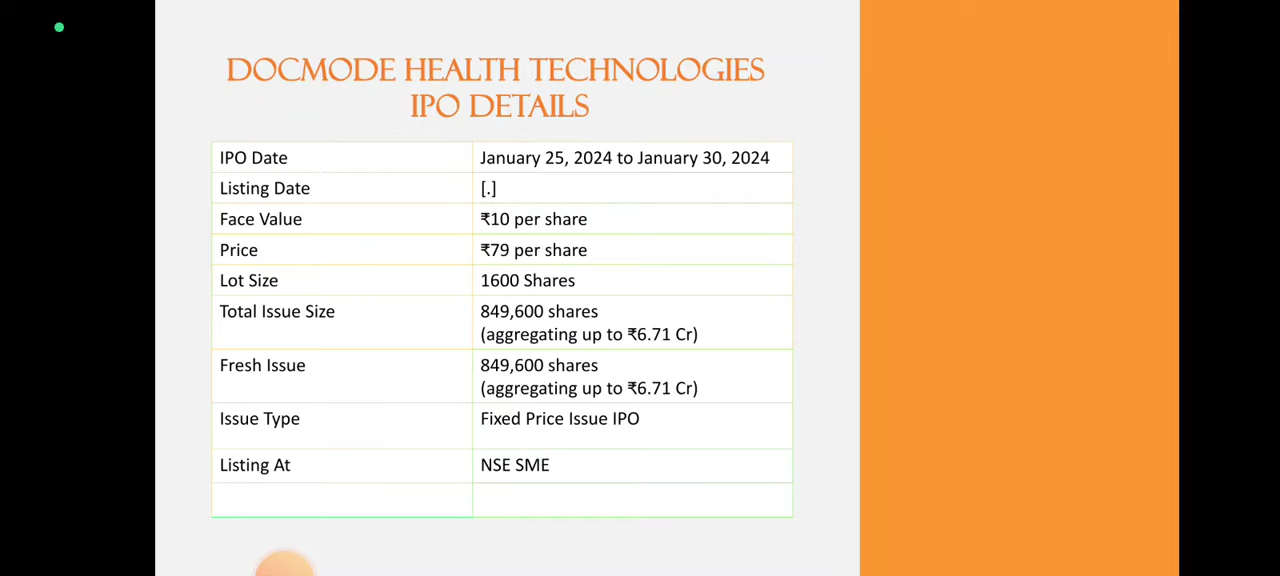 DOCMODE HEALTH TECHNOLOGIES
IPO DETAILS
IPO Date January 25, 2024 to January 30, 2024
Listing Date [.]
Face Value ₹10 per share
Price ₹79 per share
Lot Size 1600 Shares
Total Issue Size 849,600 shares
(aggregating up to ₹6.71 Cr)
Fresh Issue 849,600 shares
(aggregating up to ₹6.71 Cr)
Issue Type Fixed Price Issue IPO
Listing At NSE SME